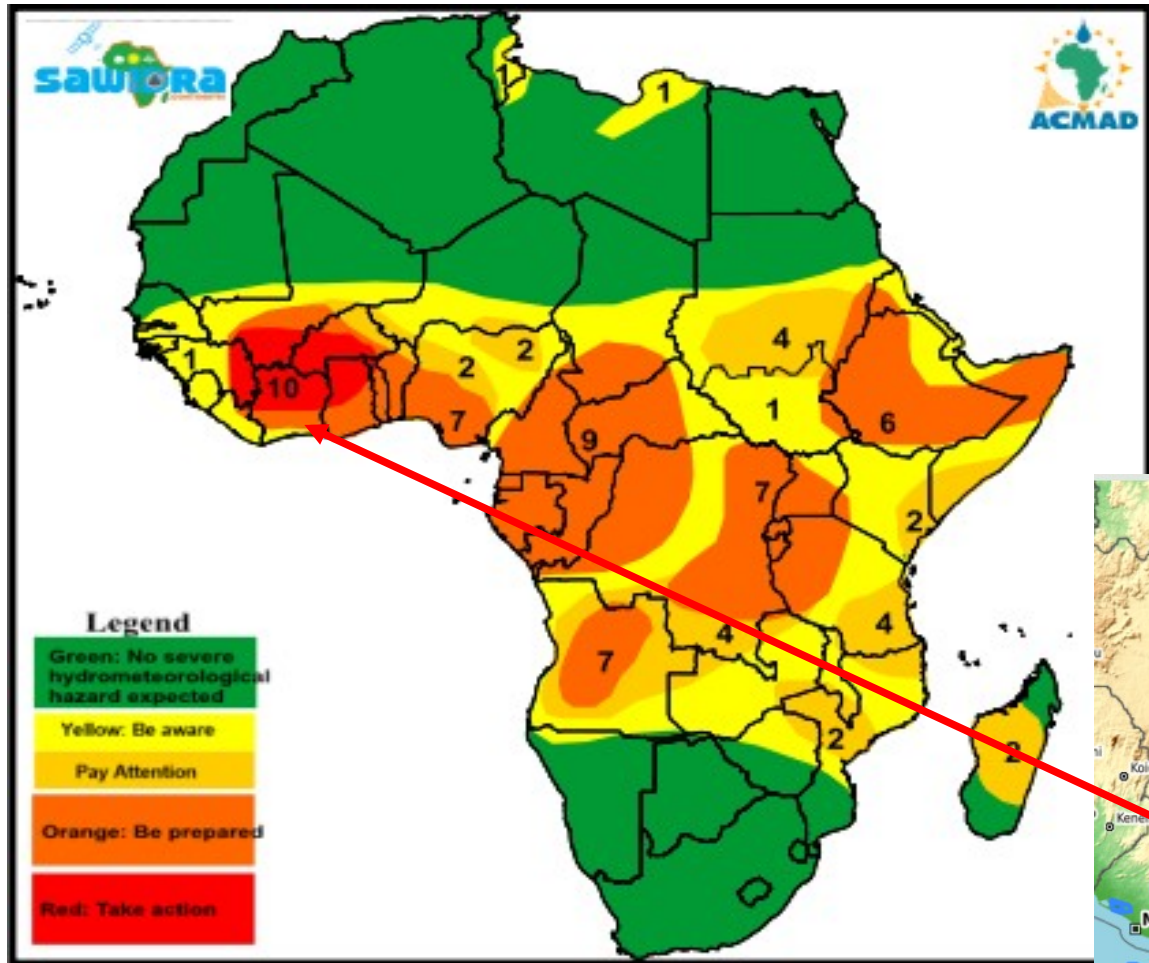 SAWIDRA
ACMAD
1
1
4
2
2
1
10
7
1
6
9
7
2
4
4
7
2
2
Legend
Green: No severe
hydrometeorological
hazard expected
Yellow: Be aware
Pay Attention
Orange: Be prepared
Red: Take action